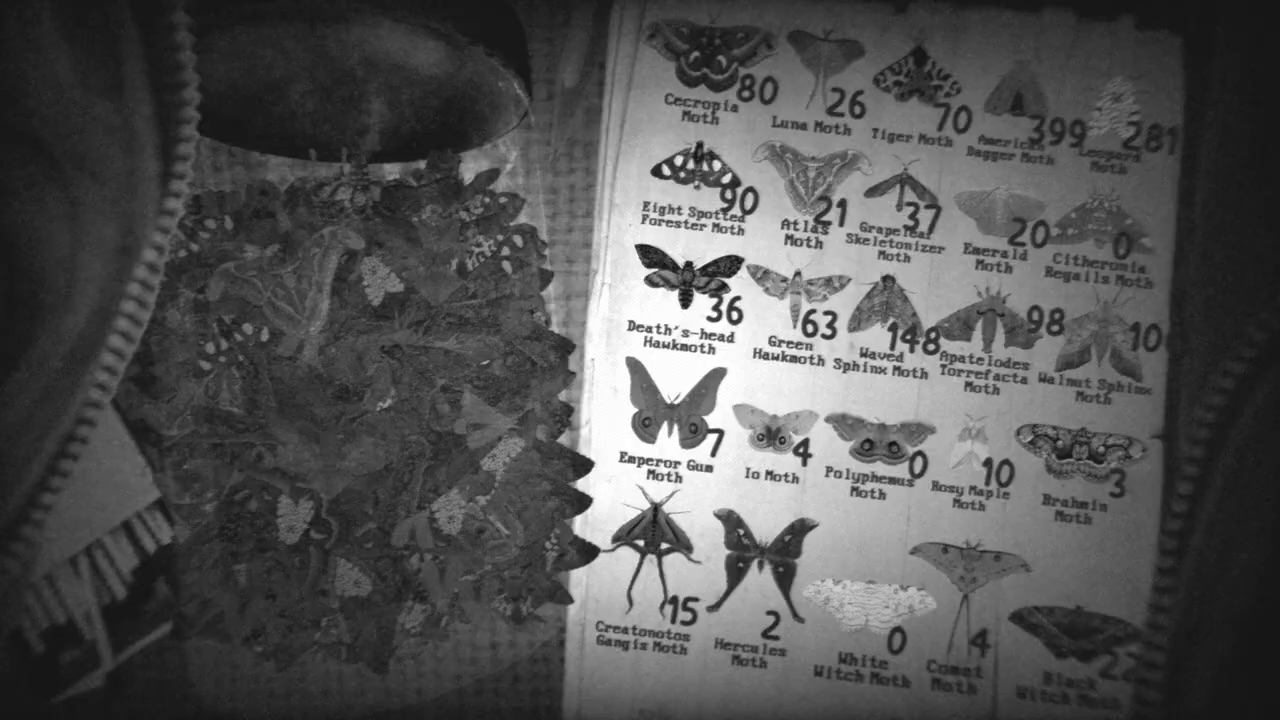 80
Cecropia
Moth
26
Luna Moth
70
Tiger Moth
399
American
Dagger Moth
281
Leopard
Moth
90
Eight Spotted
Forester Moth
21
Atlas
Moth
37
Grapeleaf
Skeletonizer
Moth
20
Emerald
Moth
0
Citheronia
Regails Moth
36
Death's-head
Hawkmoth
63
Green
Hawkmoth
148
Waved
Sphinx Moth
98
Apatelodes
Torrefacta
Moth
10
Walnut Sphinx
Moth
7
Emperor Gum
Moth
4
Io Moth
0
Polyphemus
Moth
10
Rosy Maple
Moth
3
Brahmin
Moth
15
Creatonotos
Gangis Moth
2
Hercules
Moth
0
White
Witch Moth
4
Comet
Moth
22
Black
Witch Moth